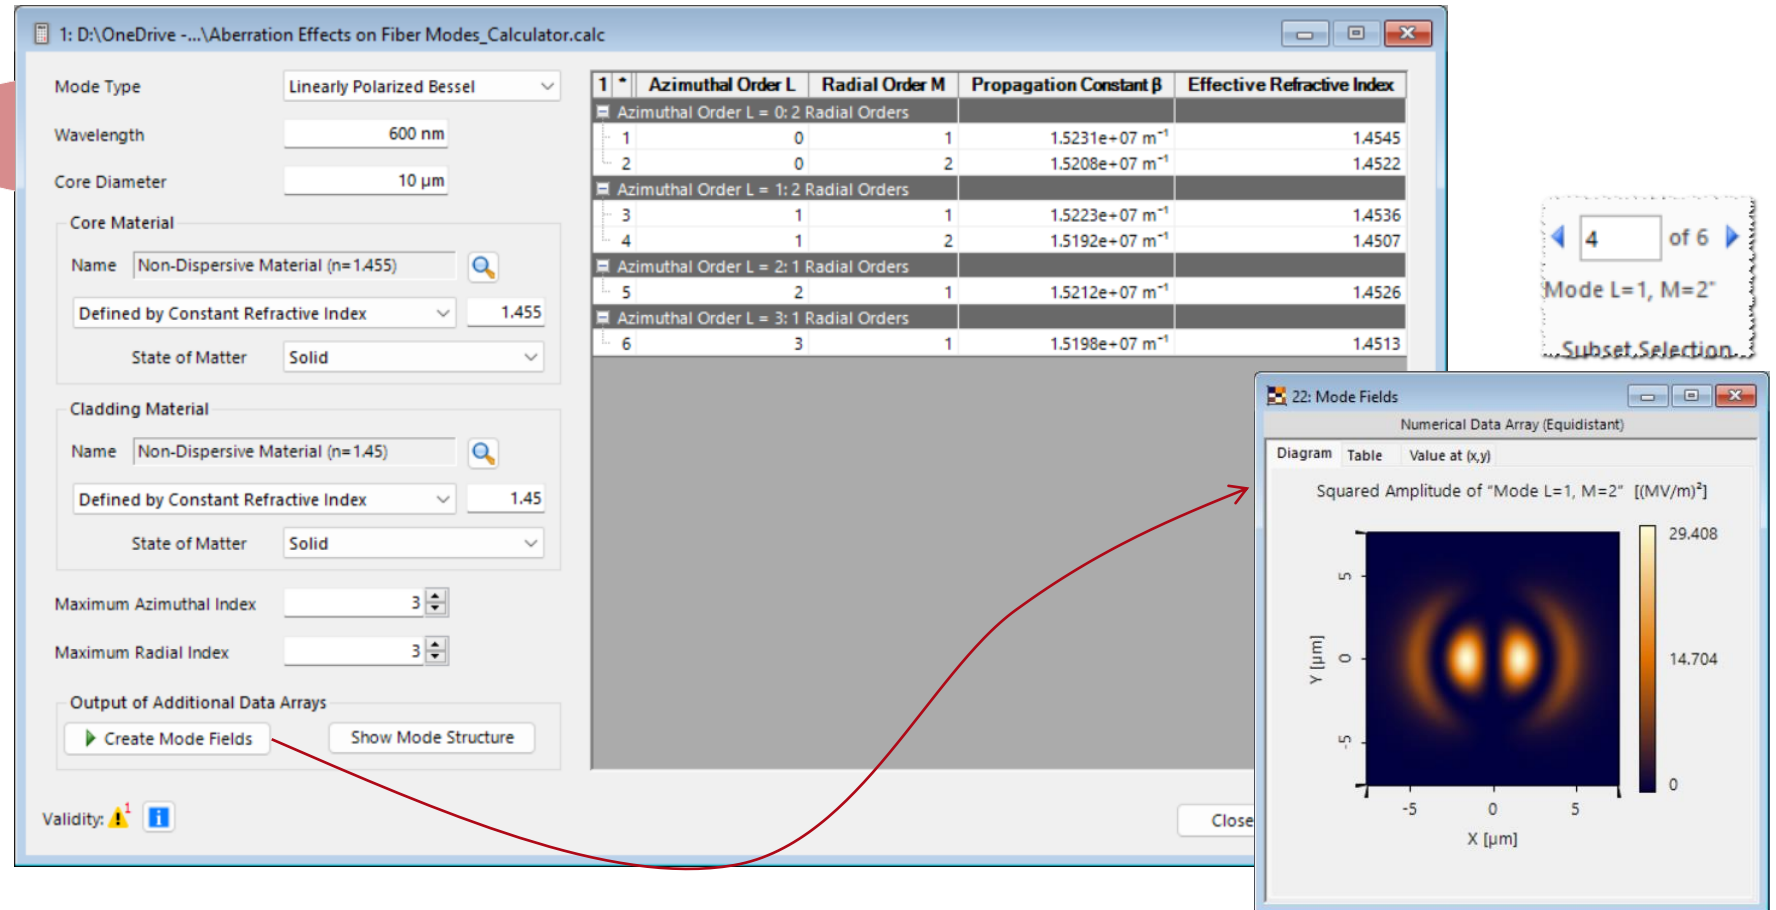 1: D:\OneDrive -...\Aberration Effects on Fiber Modes_Calculator.calc
Mode Type Linearly Polarized Bessel
Wavelength 600 nm
Core Diameter 10 µm
Core Material
Name Non-Dispersive Material (n=1.455)
Defined by Constant Refractive Index 1.455
State of Matter Solid
Cladding Material
Name Non-Dispersive Material (n=1.45)
Defined by Constant Refractive Index 1.45
State of Matter Solid
Maximum Azimuthal Index 3
Maximum Radial Index 3
Output of Additional Data Arrays
Create Mode Fields Show Mode Structure
Validity: 1
1 * Azimuthal Order L Radial Order M Propagation Constant β Effective Refractive Index
Azimuthal Order L = 0: 2 Radial Orders
1 0 1 1.5231e+07 m⁻¹ 1.4545
2 0 2 1.5208e+07 m⁻¹ 1.4522
Azimuthal Order L = 1: 2 Radial Orders
3 1 1 1.5223e+07 m⁻¹ 1.4536
4 1 2 1.5192e+07 m⁻¹ 1.4507
Azimuthal Order L = 2: 1 Radial Orders
5 2 1 1.5212e+07 m⁻¹ 1.4526
Azimuthal Order L = 3: 1 Radial Orders
6 3 1 1.5198e+07 m⁻¹ 1.4513
Close
4 of 6
Mode L=1, M=2"
Subset Selection
22: Mode Fields
Numerical Data Array (Equidistant)
Diagram Table Value at (x,y)
Squared Amplitude of "Mode L=1, M=2" [(MV/m)²]
29.408
14.704
0
Y [µm]
5
0
-5
-5 0 5
X [µm]